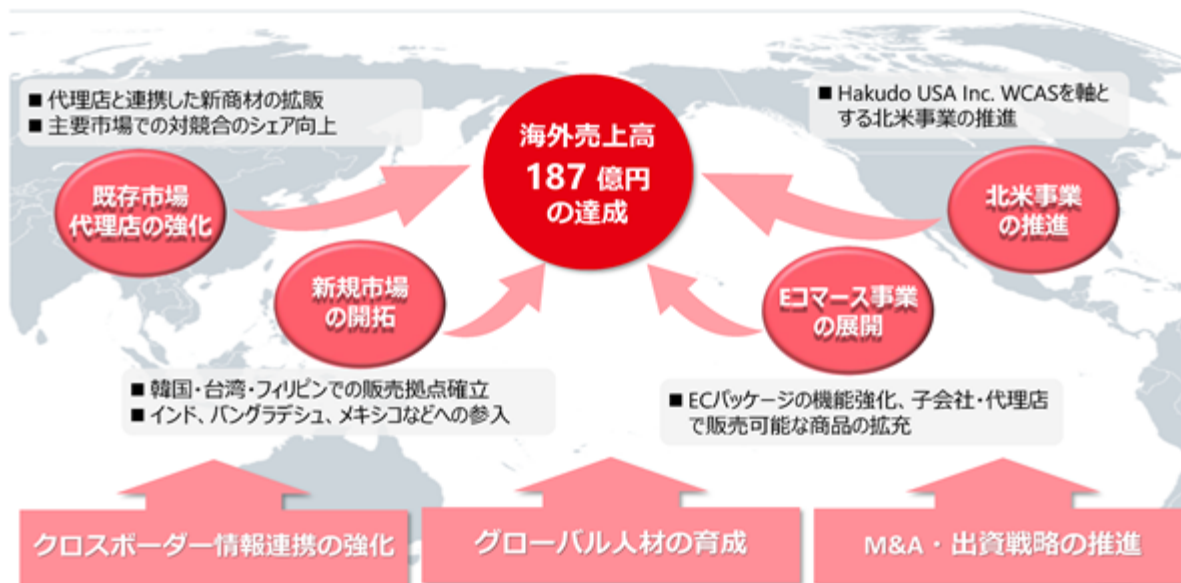 ■ 代理店と連携した新商材の拡販
■ 主要市場での対競合のシェア向上
既存市場
代理店の強化
海外売上高
187 億円
の達成
■ Hakudo USA Inc. WCASを軸と
する北米事業の推進
北米事業
の推進
新規市場
の開拓
Eコマース事業
の展開
■ 韓国・台湾・フィリピンでの販売拠点確立
■ インド、バングラデシュ、メキシコなどへの参入
■ ECパッケージの機能強化、子会社・代理店
で販売可能な商品の拡充
クロスボーダー情報連携の強化
グローバル人材の育成
M&A・出資戦略の推進